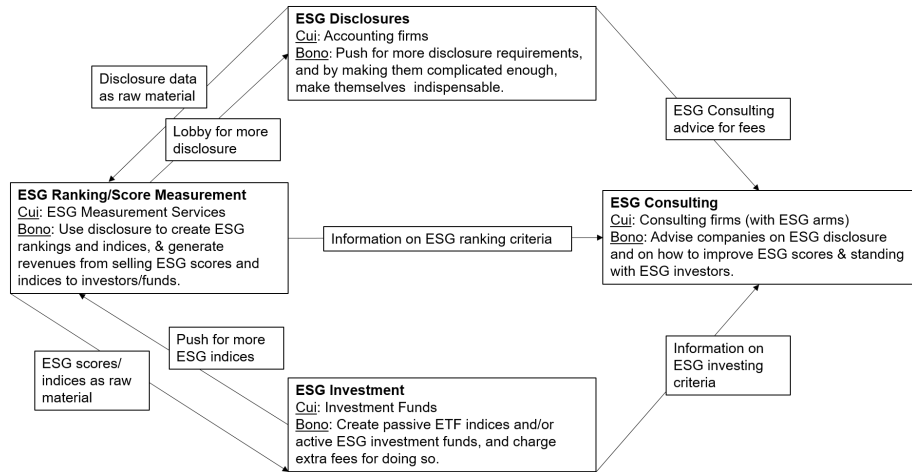 ESG Disclosures
Cui: Accounting firms
Bono: Push for more disclosure requirements,
and by making them complicated enough,
make themselves indispensable.
Disclosure data
as raw material
Lobby for more
disclosure
ESG Consulting
advice for fees
ESG Ranking/Score Measurement
Cui: ESG Measurement Services
Bono: Use disclosure to create ESG
rankings and indices, & generate
revenues from selling ESG scores and
indices to investors/funds.
Information on ESG ranking criteria
ESG Consulting
Cui: Consulting firms (with ESG arms)
Bono: Advise companies on ESG disclosure
and on how to improve ESG scores & standing
with ESG investors.
Push for more
ESG indices
ESG scores/
indices as raw
material
Information on
ESG investing
criteria
ESG Investment
Cui: Investment Funds
Bono: Create passive ETF indices and/or
active ESG investment funds, and charge
extra fees for doing so.